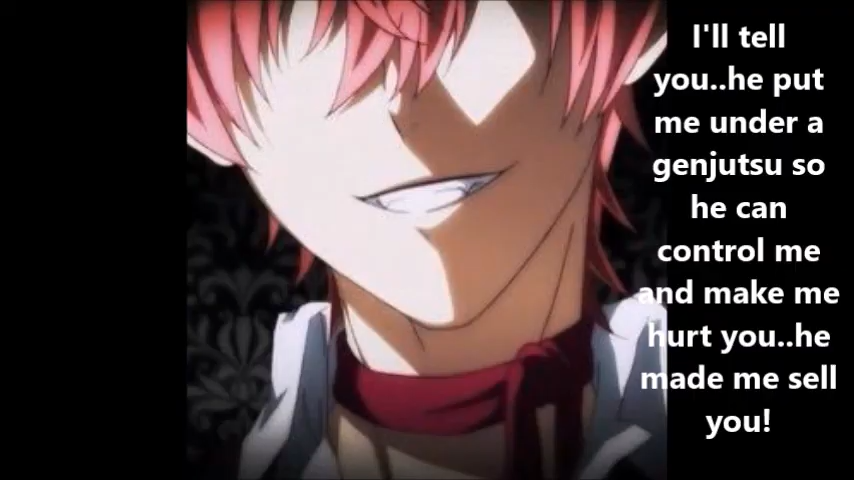 I'll tell
you..he put
me under a
genjutsu so
he can
control me
and make me
hurt you..he
made me sell
you!